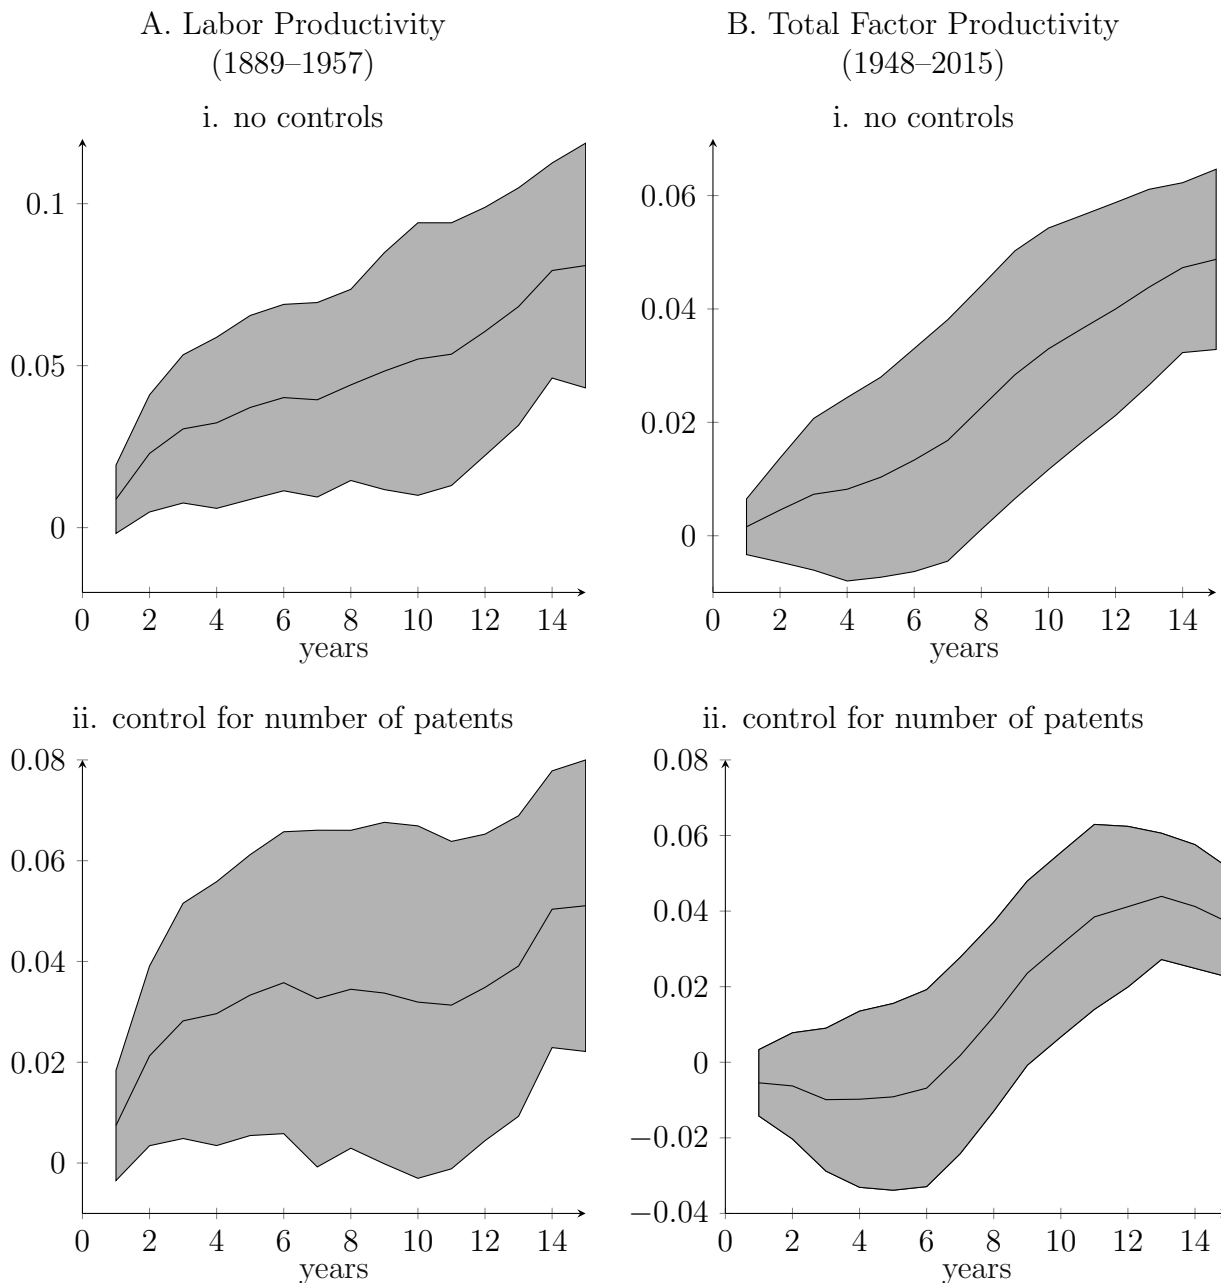 A. Labor Productivity
(1889–1957)
B. Total Factor Productivity
(1948–2015)
i. no controls
0.1
0.05
0
0 2 4 6 8 10 12 14
years
i. no controls
0.06
0.04
0.02
0
0 2 4 6 8 10 12 14
years
ii. control for number of patents
0.08
0.06
0.04
0.02
0
0 2 4 6 8 10 12 14
years
ii. control for number of patents
0.08
0.06
0.04
0.02
0
−0.02
−0.04
0 2 4 6 8 10 12 14
years